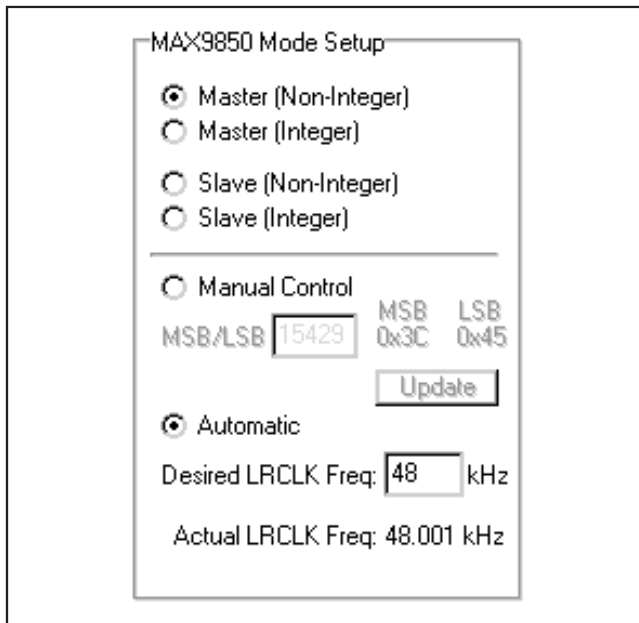 MAX9850 Mode Setup
Master (Non-Integer)
Master (Integer)
Slave (Non-Integer)
Slave (Integer)
Manual Control
MSB LSB
MSB/LSB 15429 0x3C 0x45
Update
Automatic
Desired LRCLK Freq: 48 kHz
Actual LRCLK Freq: 48.001 kHz